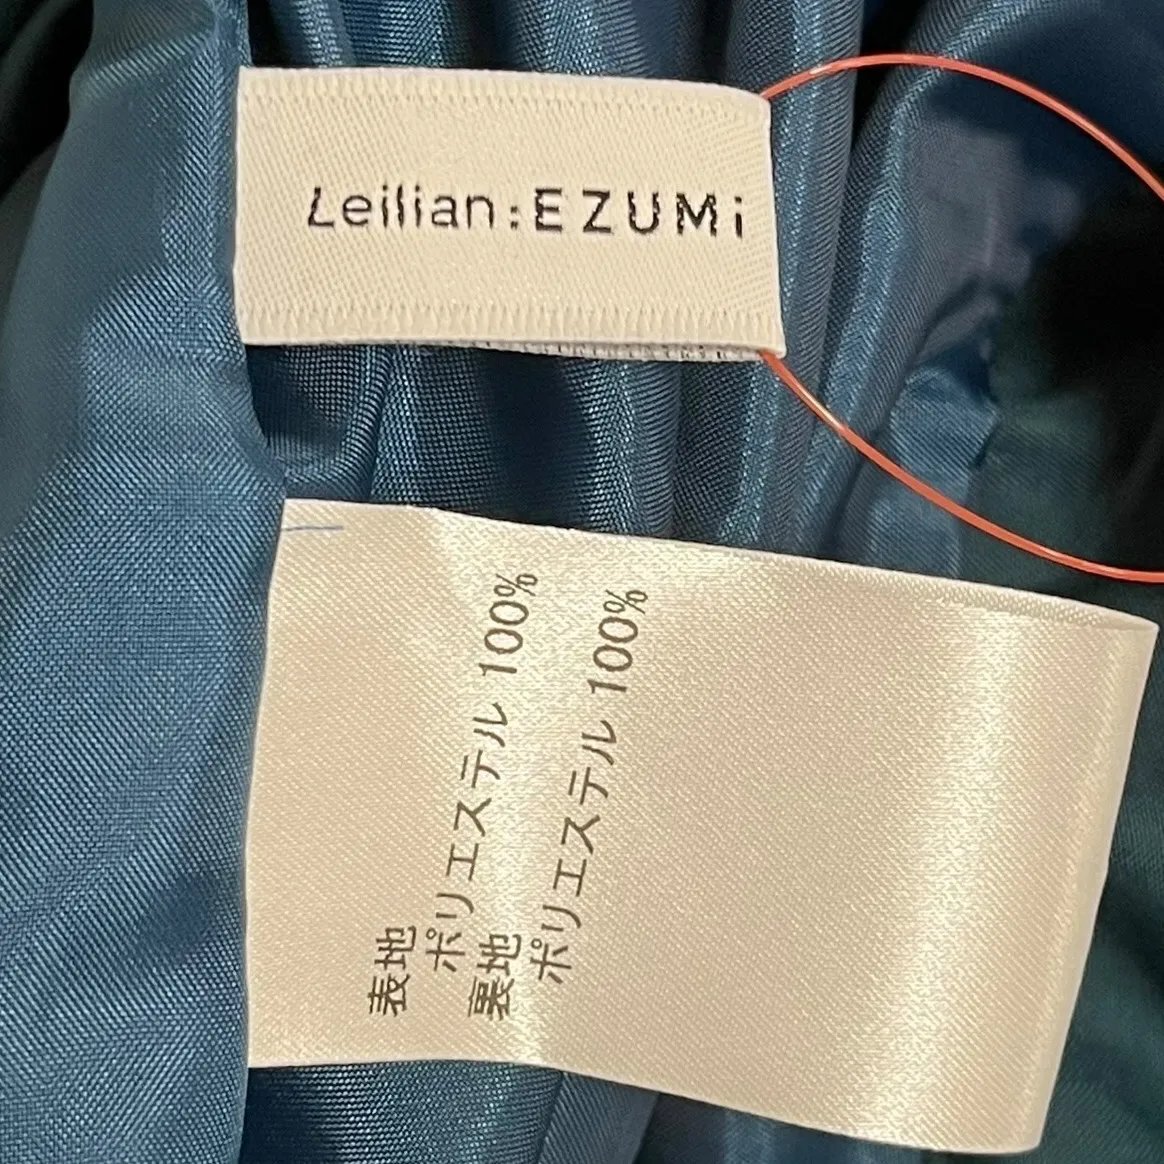 Leilian:EZUMi
表地
ポリエステル 100%
裏地
ポリエステル 100%